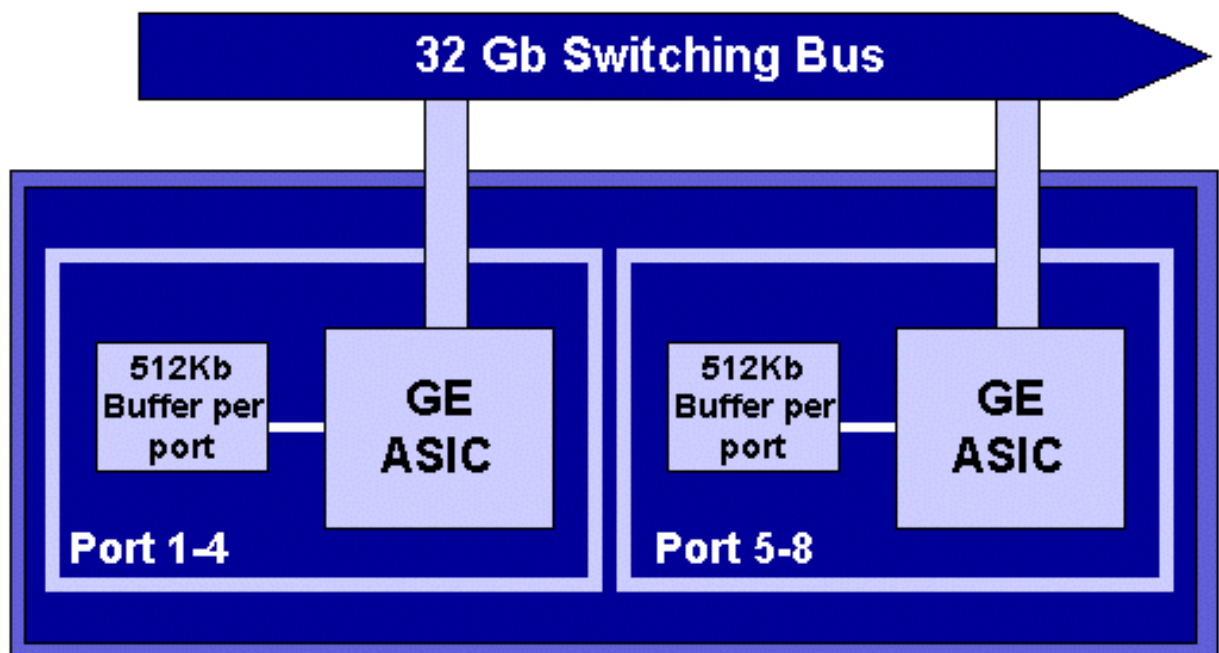 32 Gb Switching Bus
512Kb
Buffer per
port
GE
ASIC
Port 1-4
512Kb
Buffer per
port
GE
ASIC
Port 5-8